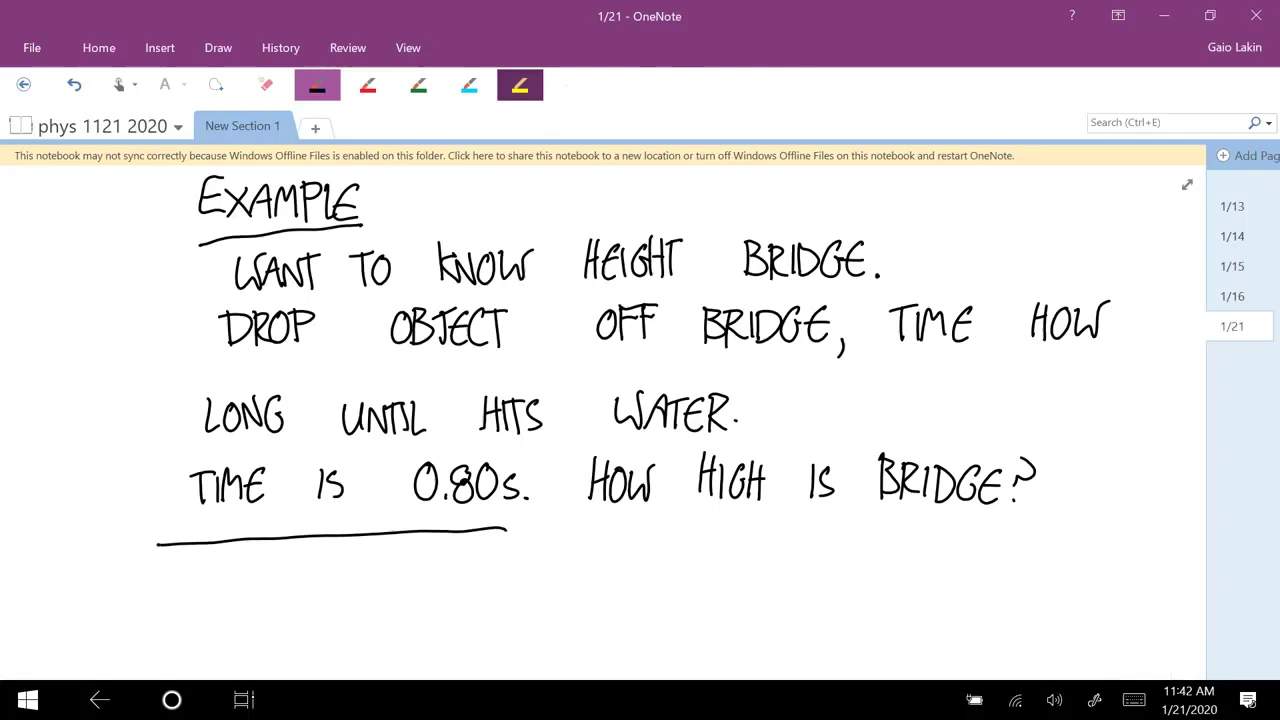 1/21 - OneNote
?
File Home Insert Draw History Review View
Gaio Lakin
A
phys 1121 2020
New Section 1
+
Search (Ctrl+E)
This notebook may not sync correctly because Windows Offline Files is enabled on this folder. Click here to share this notebook to a new location or turn off Windows Offline Files on this notebook and restart OneNote.
Add Pag
1/13
1/14
1/15
1/16
1/21
EXAMPLE
WANT TO KNOW HEIGHT BRIDGE.
DROP OBJECT OFF BRIDGE, TIME HOW
LONG UNTIL HITS WATER.
TIME IS 0.80s. HOW HIGH IS BRIDGE?
11:42 AM
1/21/2020